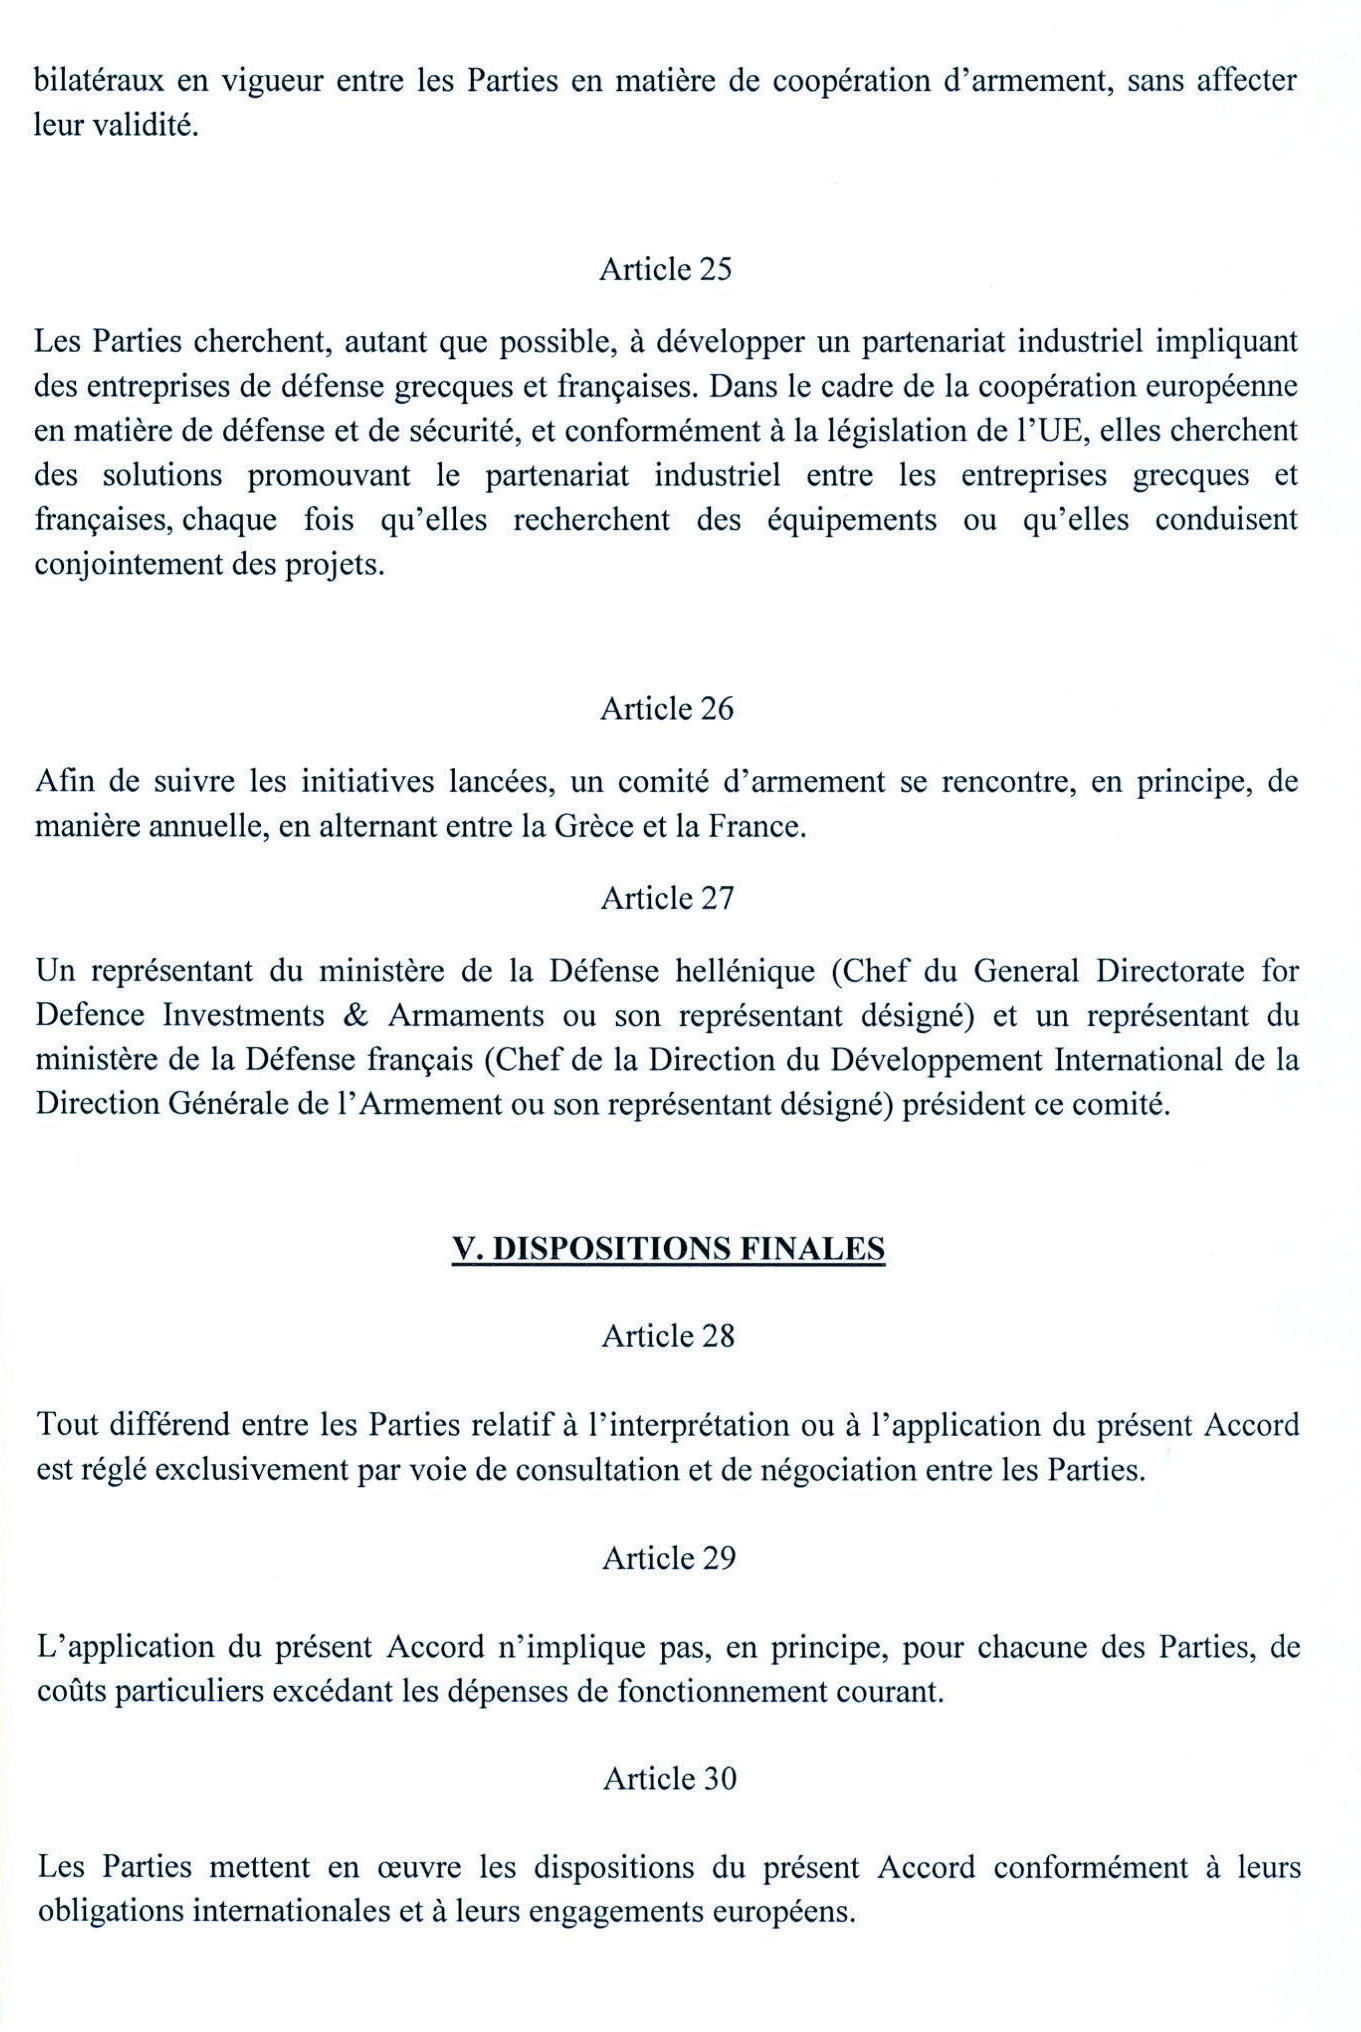 bilatéraux en vigueur entre les Parties en matière de coopération d’armement, sans affecter
leur validité.
Article 25
Les Parties cherchent, autant que possible, à développer un partenariat industriel impliquant
des entreprises de défense grecques et françaises. Dans le cadre de la coopération européenne
en matière de défense et de sécurité, et conformément à la législation de l’UE, elles cherchent
des solutions promouvant le partenariat industriel entre les entreprises grecques et
françaises, chaque fois qu’elles recherchent des équipements ou qu’elles conduisent
conjointement des projets.
Article 26
Afin de suivre les initiatives lancées, un comité d’armement se rencontre, en principe, de
manière annuelle, en alternant entre la Grèce et la France.
Article 27
Un représentant du ministère de la Défense hellénique (Chef du General Directorate for
Defence Investments & Armaments ou son représentant désigné) et un représentant du
ministère de la Défense français (Chef de la Direction du Développement International de la
Direction Générale de l’Armement ou son représentant désigné) président ce comité.
V. DISPOSITIONS FINALES
Article 28
Tout différend entre les Parties relatif à l’interprétation ou à l’application du présent Accord
est réglé exclusivement par voie de consultation et de négociation entre les Parties.
Article 29
L’application du présent Accord n’implique pas, en principe, pour chacune des Parties, de
coûts particuliers excédant les dépenses de fonctionnement courant.
Article 30
Les Parties mettent en œuvre les dispositions du présent Accord conformément à leurs
obligations internationales et à leurs engagements européens.